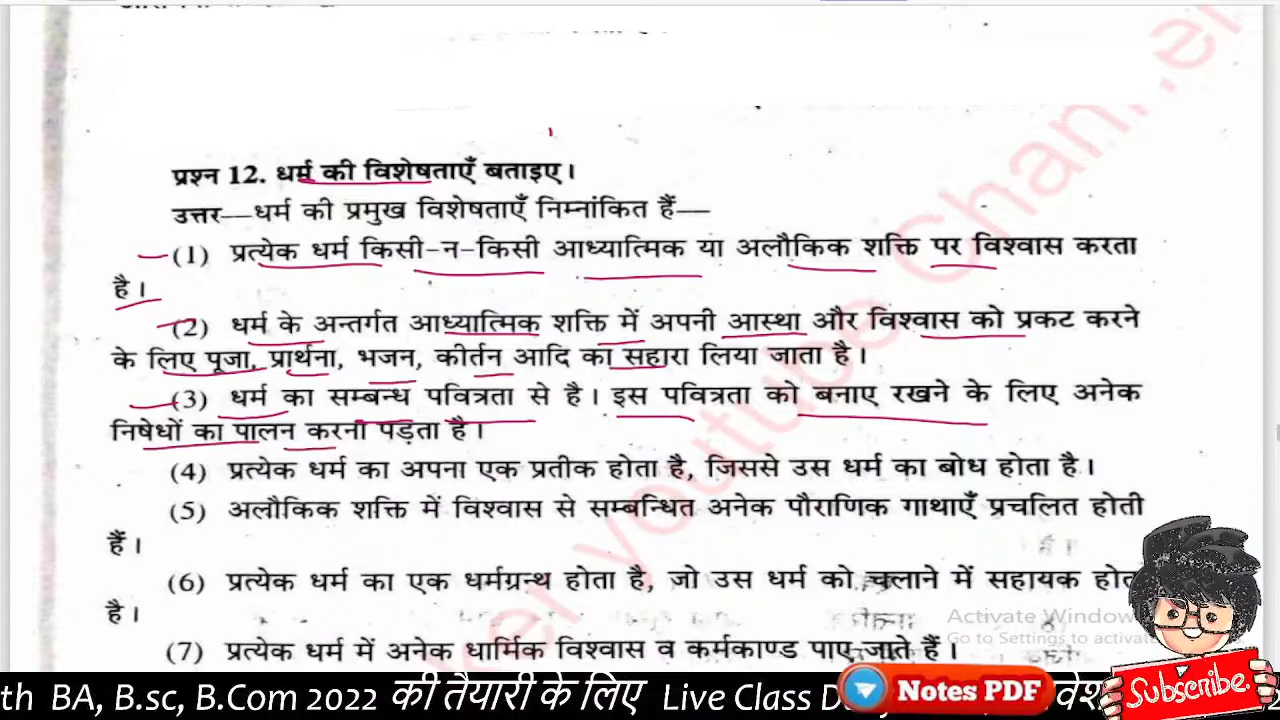 प्रश्न 12. धर्म की विशेषताएँ बताइए।
उत्तर—धर्म की प्रमुख विशेषताएँ निम्नांकित हैं—
(1) प्रत्येक धर्म किसी-न-किसी आध्यात्मिक या अलौकिक शक्ति पर विश्वास करता
है।
(2) धर्म के अन्तर्गत आध्यात्मिक शक्ति में अपनी आस्था और विश्वास को प्रकट करने
के लिए पूजा, प्रार्थना, भजन, कीर्तन आदि का सहारा लिया जाता है।
(3) धर्म का सम्बन्ध पवित्रता से है। इस पवित्रता को बनाए रखने के लिए अनेक
निषेधों का पालन करना पड़ता है।
(4) प्रत्येक धर्म का अपना एक प्रतीक होता है, जिससे उस धर्म का बोध होता है।
(5) अलौकिक शक्ति में विश्वास से सम्बन्धित अनेक पौराणिक गाथाएँ प्रचलित होती
हैं।
(6) प्रत्येक धर्म का एक धर्मग्रन्थ होता है, जो उस धर्म को चलाने में सहायक होता
है।
(7) प्रत्येक धर्म में अनेक धार्मिक विश्वास व कर्मकाण्ड पाए जाते हैं।
youtube Channel
Activate Windows
Go to Settings to activate
th BA, B.sc, B.Com 2022 की तैयारी के लिए Live Class
Notes PDF
Subscribe